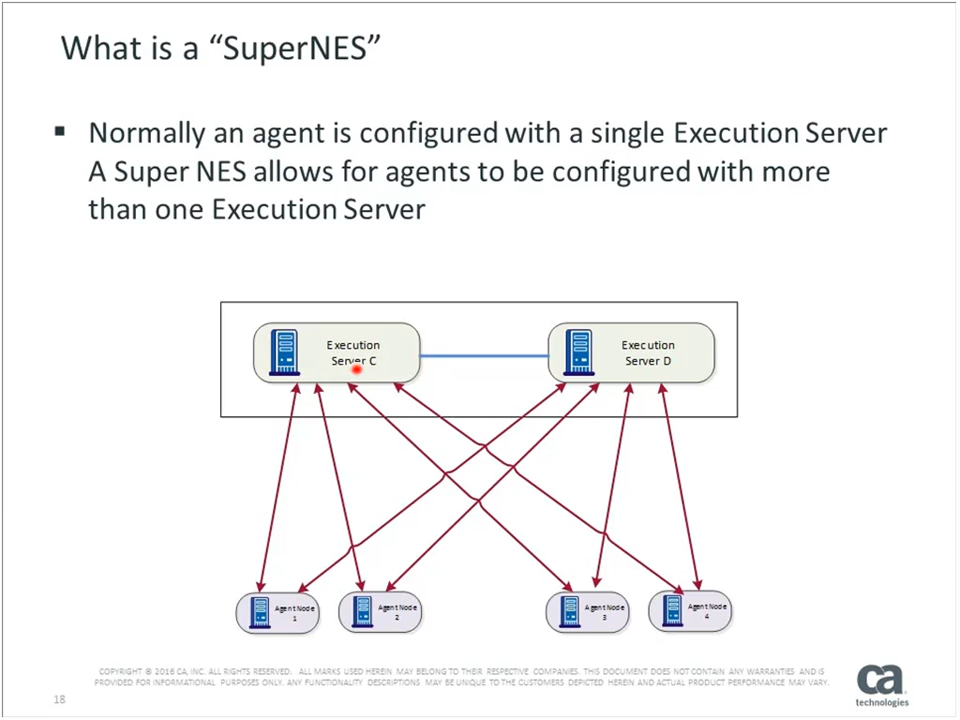 What is a “SuperNES”
▪ Normally an agent is configured with a single Execution Server
A Super NES allows for agents to be configured with more
than one Execution Server
Execution
Server C
Execution
Server D
Agent Node
1
Agent Node
2
Agent Node
3
Agent Node
4
COPYRIGHT © 2016 CA, INC. ALL RIGHTS RESERVED. ALL MARKS USED HEREIN MAY BELONG TO THEIR RESPECTIVE COMPANIES. THIS DOCUMENT DOES NOT CONTAIN ANY WARRANTIES AND IS
PROVIDED FOR INFORMATIONAL PURPOSES ONLY. ANY FUNCTIONALITY DESCRIPTIONS MAY BE UNIQUE TO THE CUSTOMERS DEPICTED HEREIN AND ACTUAL PRODUCT PERFORMANCE MAY VARY.
18
ca
technologies